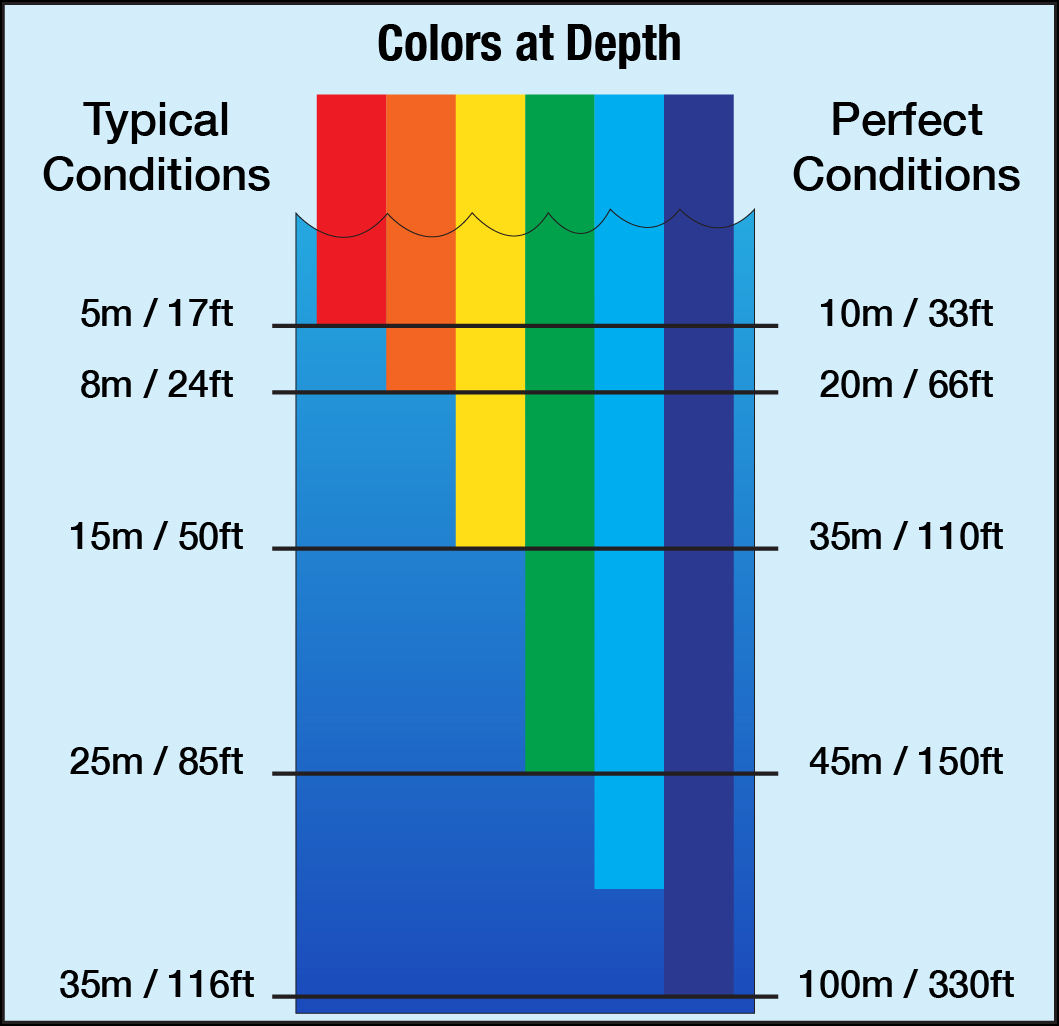 Colors at Depth
Typical
Conditions
Perfect
Conditions
5m / 17ft
10m / 33ft
8m / 24ft
20m / 66ft
15m / 50ft
35m / 110ft
25m / 85ft
45m / 150ft
35m / 116ft
100m / 330ft